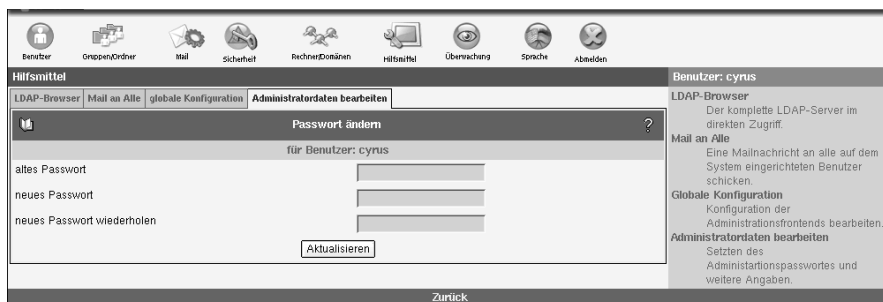 Benutzer Gruppen/Ordner Mail Sicherheit Rechner/Domänen Hilfsmittel Überwachung Sprache Abmelden
Hilfsmittel
LDAP-Browser Mail an Alle globale Konfiguration Administratordaten bearbeiten
Passwort ändern ?
für Benutzer: cyrus
altes Passwort
neues Passwort
neues Passwort wiederholen
Aktualisieren
Benutzer: cyrus
LDAP-Browser
Der komplette LDAP-Server im
direkten Zugriff.
Mail an Alle
Eine Mailnachricht an alle auf dem
System eingerichteten Benutzer
schicken.
Globale Konfiguration
Konfiguration der
Administrationsfrontends bearbeiten.
Administratordaten bearbeiten
Setzten des
Administartionspasswortes und
weitere Angaben.
Zurück